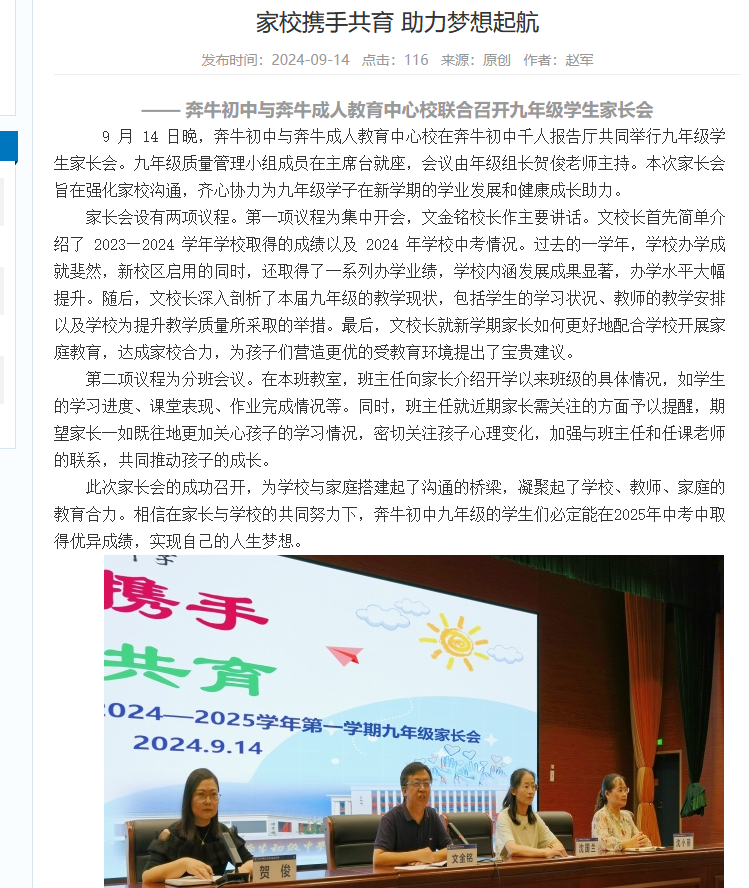 家校携手共育 助力梦想起航
发布时间：2024-09-14 点击：116 来源：原创 作者：赵军
—— 奔牛初中与奔牛成人教育中心校联合召开九年级学生家长会
9 月 14 日晚，奔牛初中与奔牛成人教育中心校在奔牛初中千人报告厅共同举行九年级学
生家长会。九年级质量管理小组成员在主席台就座，会议由年级组长贺俊老师主持。本次家长会
旨在强化家校沟通，齐心协力为九年级学子在新学期的学业发展和健康成长助力。
家长会设有两项议程。第一项议程为集中开会，文金铭校长作主要讲话。文校长首先简单介
绍了 2023—2024 学年学校取得的成绩以及 2024 年学校中考情况。过去的一学年，学校办学成
就斐然，新校区启用的同时，还取得了一系列办学业绩，学校内涵发展成果显著，办学水平大幅
提升。随后，文校长深入剖析了本届九年级的教学现状，包括学生的学习状况、教师的教学安排
以及学校为提升教学质量所采取的举措。最后，文校长就新学期家长如何更好地配合学校开展家
庭教育，达成家校合力，为孩子们营造更优的受教育环境提出了宝贵建议。
第二项议程为分班会议。在本班教室，班主任向家长介绍开学以来班级的具体情况，如学生
的学习进度、课堂表现、作业完成情况等。同时，班主任就近期家长需关注的方面予以提醒，期
望家长一如既往地更加关心孩子的学习情况，密切关注孩子心理变化，加强与班主任和任课老师
的联系，共同推动孩子的成长。
此次家长会的成功召开，为学校与家庭搭建起了沟通的桥梁，凝聚起了学校、教师、家庭的
教育合力。相信在家长与学校的共同努力下，奔牛初中九年级的学生们必定能在2025年中考中取
得优异成绩，实现自己的人生梦想。
携手
共育
2024—2025学年第一学期九年级家长会
2024.9.14
贺 俊
文金铭
沈国兰
沈小丽